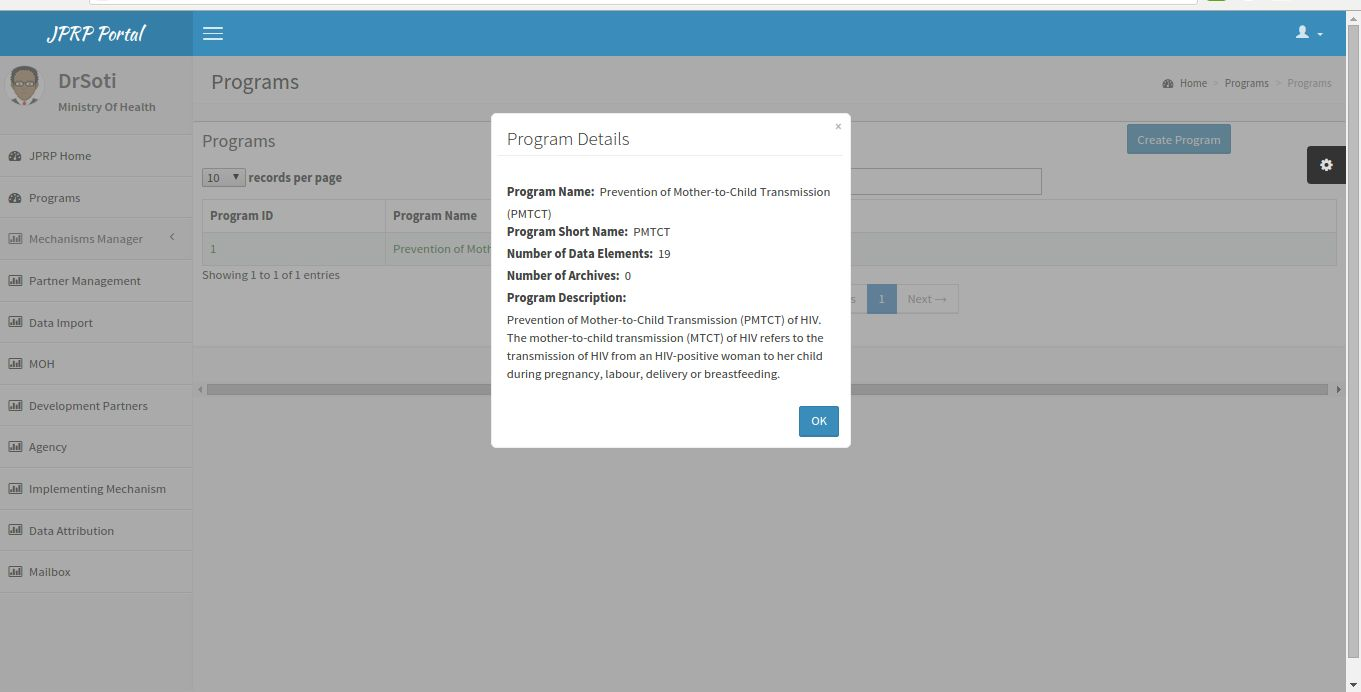 JPRP Portal
DrSoti
Ministry Of Health
JPRP Home
Programs
Mechanisms Manager
Partner Management
Data Import
MOH
Development Partners
Agency
Implementing Mechanism
Data Attribution
Mailbox
Programs
Home > Programs > Programs
Programs
Create Program
10 records per page
Program ID Program Name
1 Prevention of Moth
Showing 1 to 1 of 1 entries
s 1 Next →
Program Details
×
Program Name: Prevention of Mother-to-Child Transmission
(PMTCT)
Program Short Name: PMTCT
Number of Data Elements: 19
Number of Archives: 0
Program Description:
Prevention of Mother-to-Child Transmission (PMTCT) of HIV.
The mother-to-child transmission (MTCT) of HIV refers to the
transmission of HIV from an HIV-positive woman to her child
during pregnancy, labour, delivery or breastfeeding.
OK